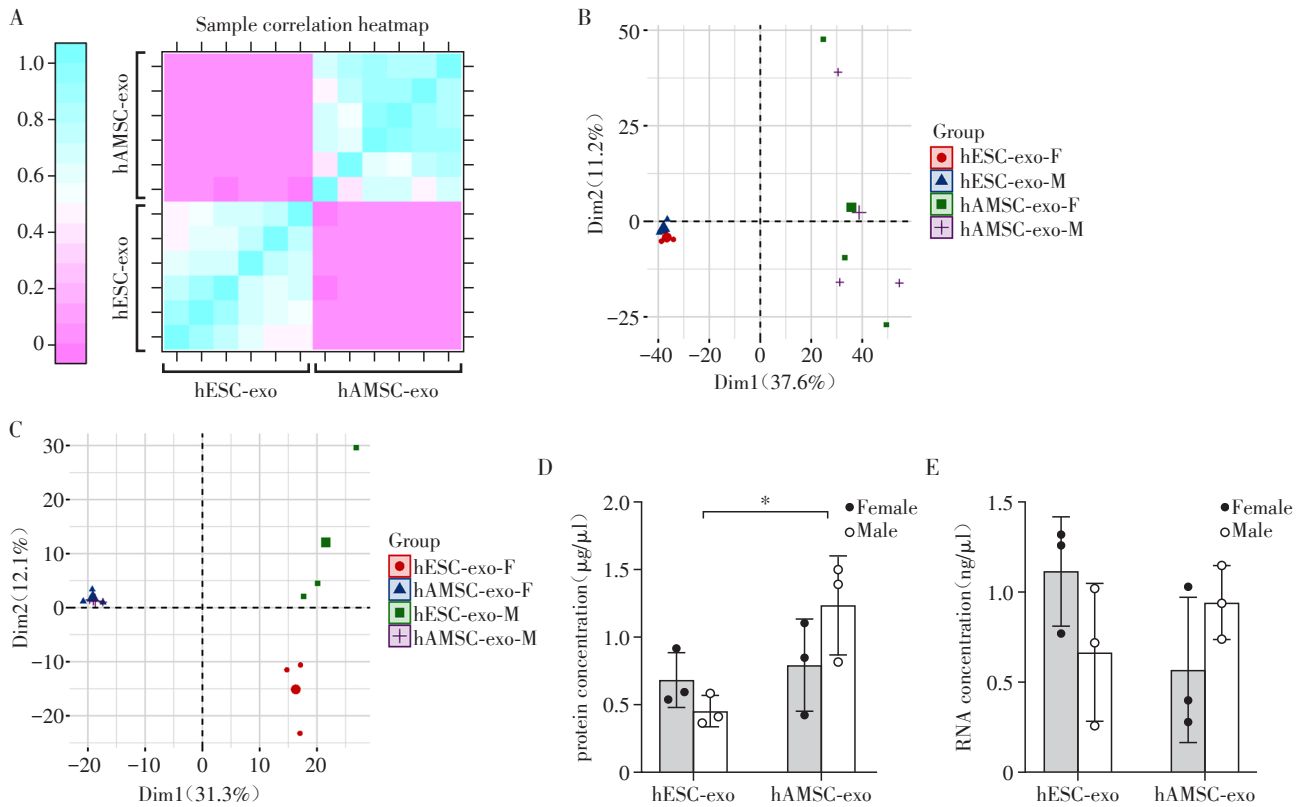 A
Sample correlation heatmap
1.0
0.8
0.6
0.4
0.2
0
hAMSC-exo
hESC-exo
hESC-exo
hAMSC-exo
B
50
25
0
−25
−40
−20
0
20
40
Dim2(11.2%)
Dim1(37.6%)
Group
hESC-exo-F
hESC-exo-M
hAMSC-exo-F
hAMSC-exo-M
C
30
20
10
0
−10
−20
−20
−10
0
10
20
Dim2(12.1%)
Dim1(31.3%)
Group
hESC-exo-F
hAMSC-exo-F
hESC-exo-M
hAMSC-exo-M
D
protein concentration(μg/μl)
2.0
1.5
1.0
0.5
0
*
Female
Male
hESC-exo
hAMSC-exo
E
RNA concentration(ng/μl)
1.5
1.0
0.5
0
Female
Male
hESC-exo
hAMSC-exo